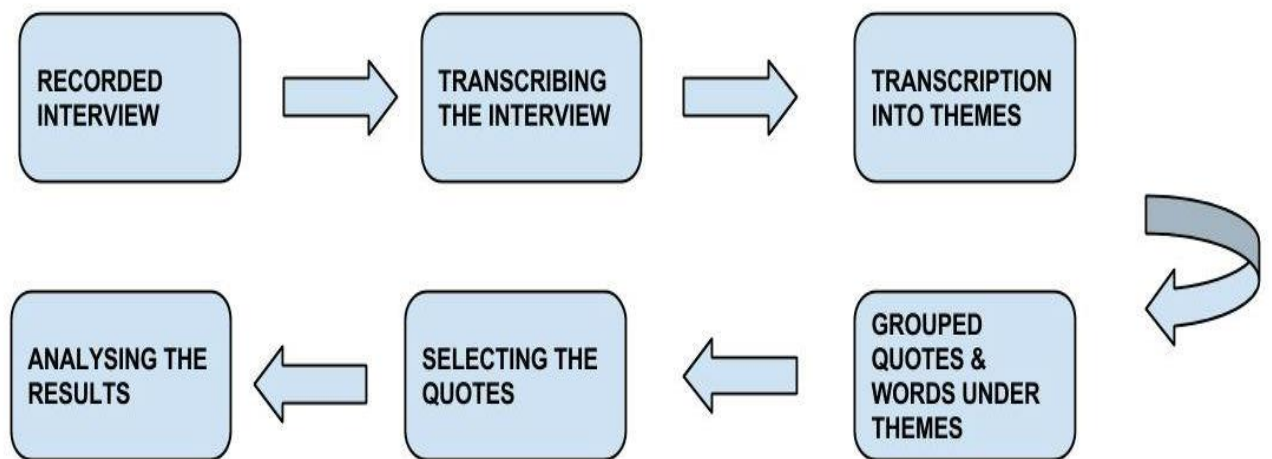 RECORDED
INTERVIEW
TRANSCRIBING
THE INTERVIEW
TRANSCRIPTION
INTO THEMES
GROUPED
QUOTES &
WORDS UNDER
THEMES
SELECTING THE
QUOTES
ANALYSING THE
RESULTS